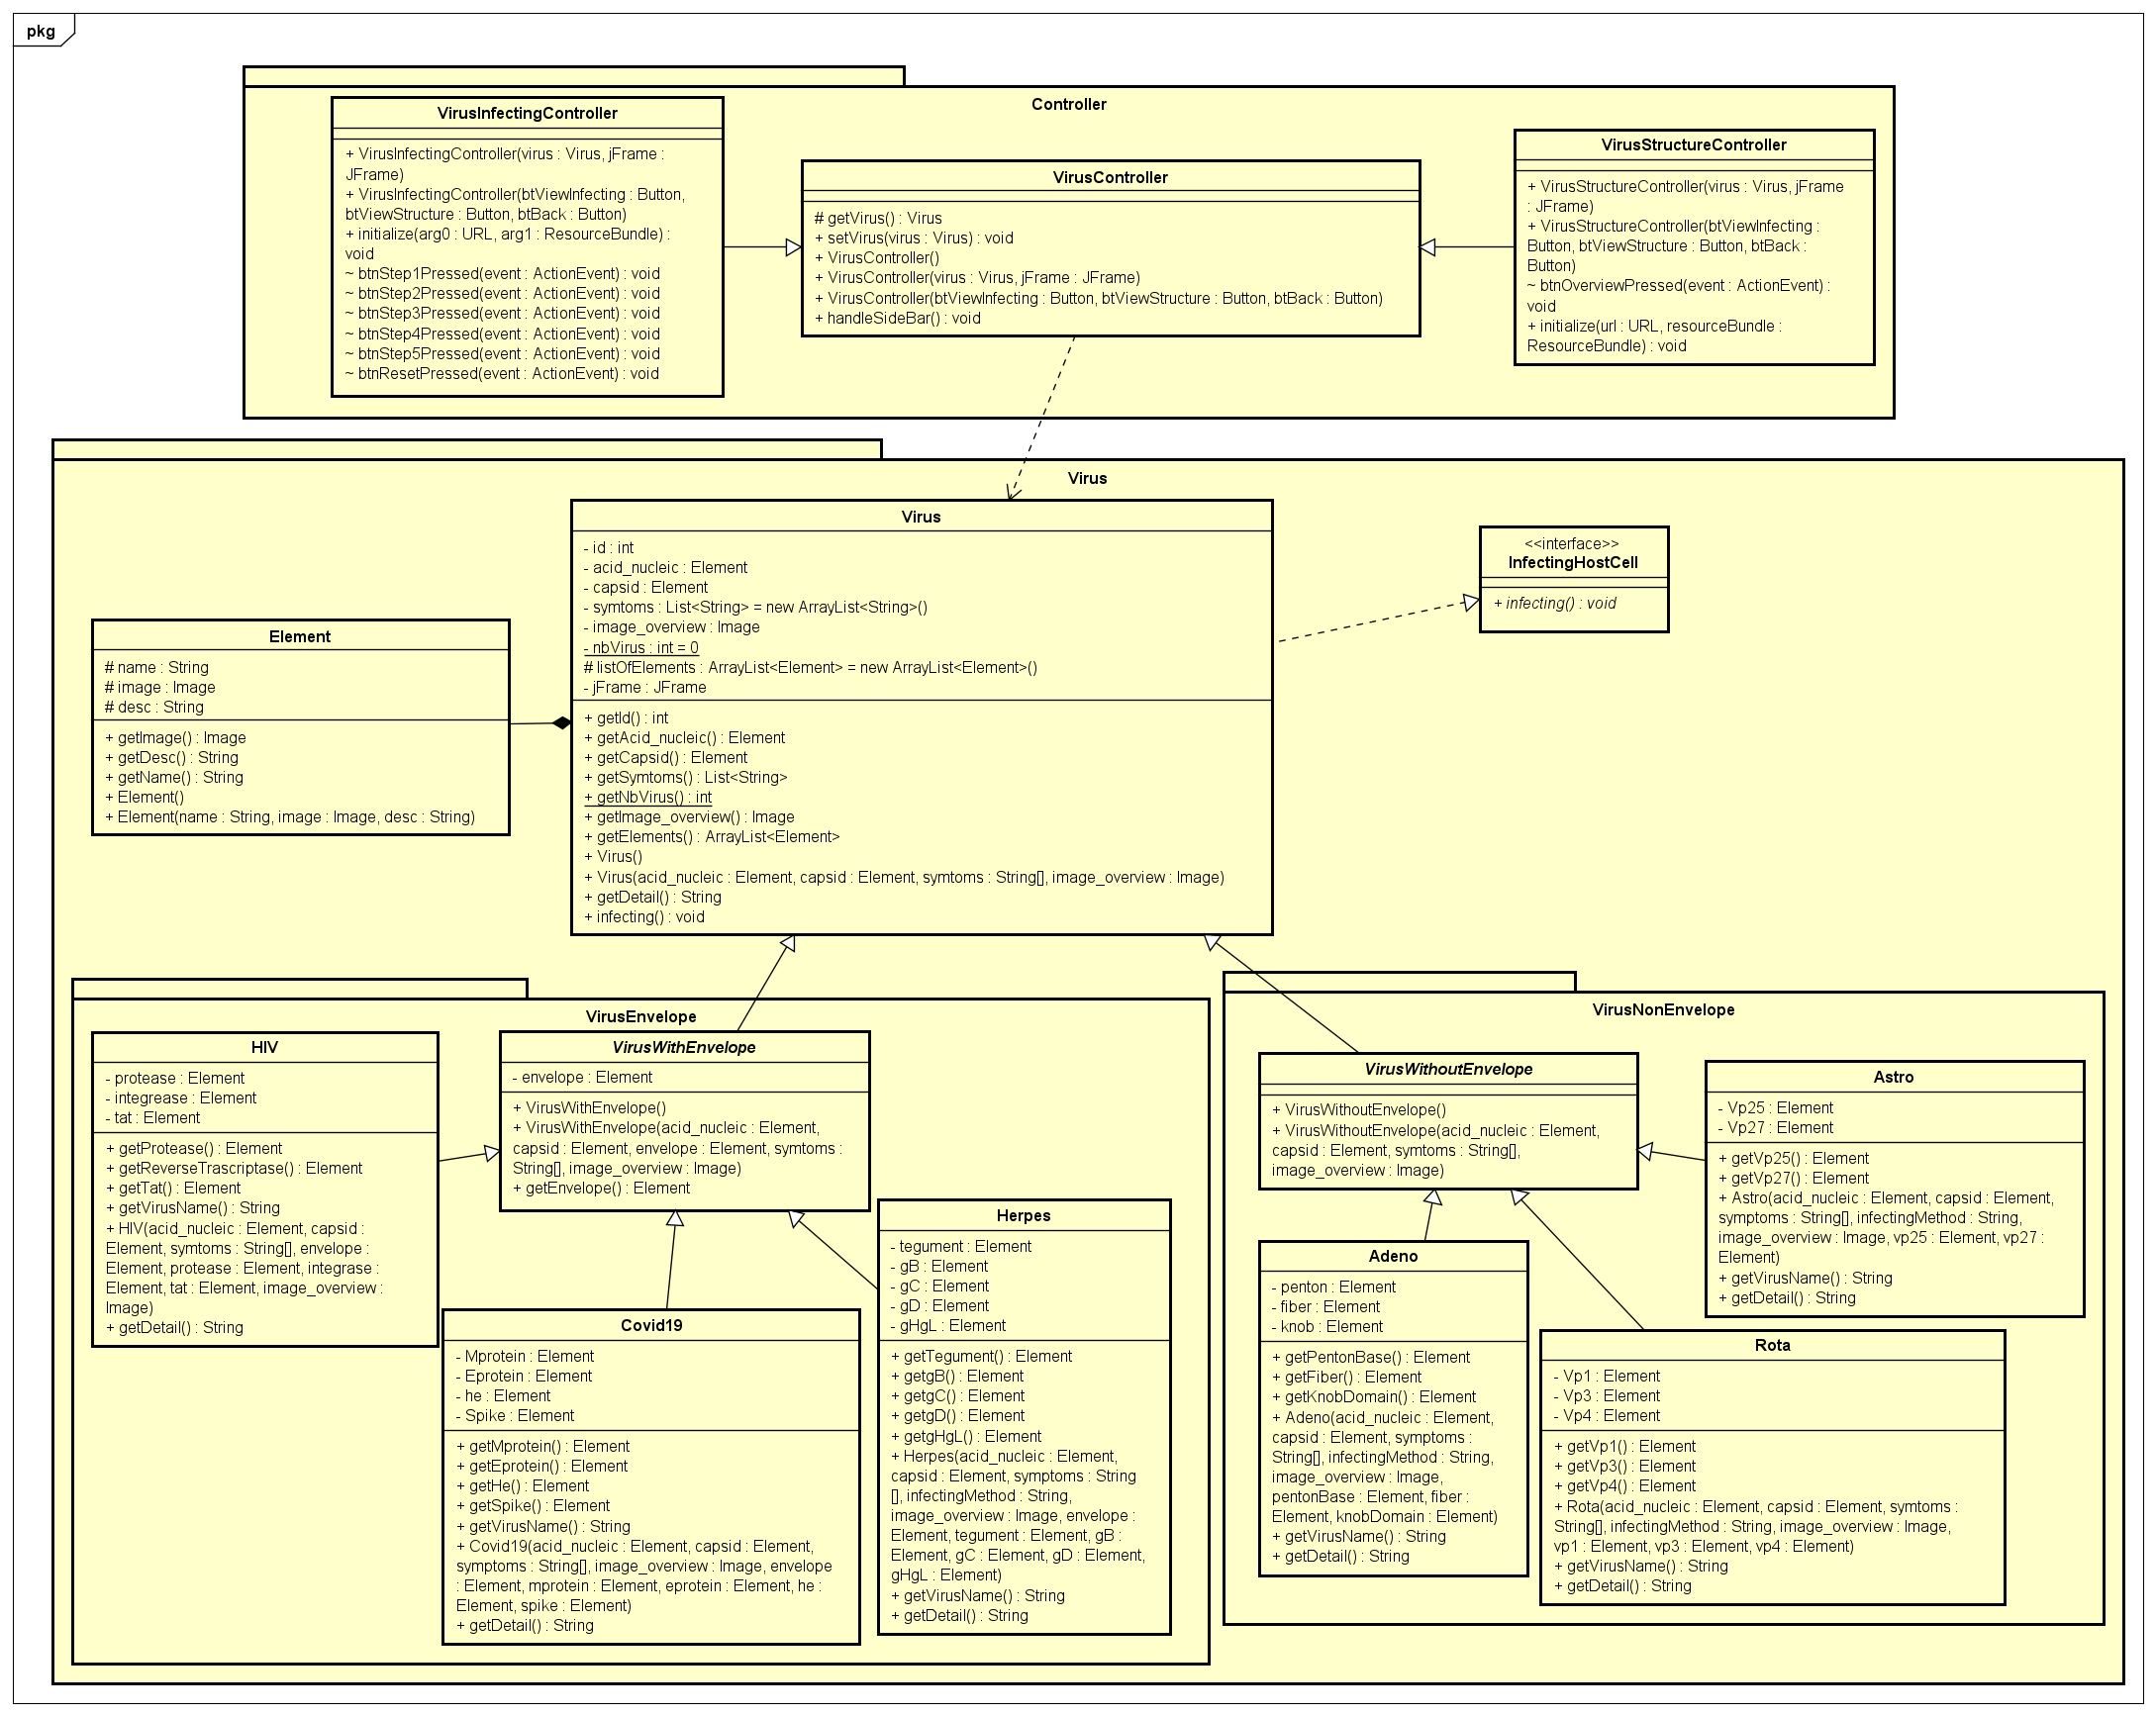 pkg
Controller
VirusInfectingController
+ VirusInfectingController(virus : Virus, jFrame :
JFrame)
+ VirusInfectingController(btViewInfecting : Button,
btViewStructure : Button, btBack : Button)
+ initialize(arg0 : URL, arg1 : ResourceBundle) :
void
~ btnStep1Pressed(event : ActionEvent) : void
~ btnStep2Pressed(event : ActionEvent) : void
~ btnStep3Pressed(event : ActionEvent) : void
~ btnStep4Pressed(event : ActionEvent) : void
~ btnStep5Pressed(event : ActionEvent) : void
~ btnResetPressed(event : ActionEvent) : void
VirusController
# getVirus() : Virus
+ setVirus(virus : Virus) : void
+ VirusController()
+ VirusController(virus : Virus, jFrame : JFrame)
+ VirusController(btViewInfecting : Button, btViewStructure : Button, btBack : Button)
+ handleSideBar() : void
VirusStructureController
+ VirusStructureController(virus : Virus, jFrame
: JFrame)
+ VirusStructureController(btViewInfecting :
Button, btViewStructure : Button, btBack :
Button)
~ btnOverviewPressed(event : ActionEvent) :
void
+ initialize(url : URL, resourceBundle :
ResourceBundle) : void
Virus
Virus
- id : int
- acid_nucleic : Element
- capsid : Element
- symtoms : List<String> = new ArrayList<String>()
- image_overview : Image
- nbVirus : int = 0
# listOfElements : ArrayList<Element> = new ArrayList<Element>()
- jFrame : JFrame
+ getId() : int
+ getAcid_nucleic() : Element
+ getCapsid() : Element
+ getSymtoms() : List<String>
+ getNbVirus() : int
+ getImage_overview() : Image
+ getElements() : ArrayList<Element>
+ Virus()
+ Virus(acid_nucleic : Element, capsid : Element, symtoms : String[], image_overview : Image)
+ getDetail() : String
+ infecting() : void
<<interface>>
InfectingHostCell
+ infecting() : void
Element
# name : String
# image : Image
# desc : String
+ getImage() : Image
+ getDesc() : String
+ getName() : String
+ Element()
+ Element(name : String, image : Image, desc : String)
VirusEnvelope
HIV
- protease : Element
- integrease : Element
- tat : Element
+ getProtease() : Element
+ getReverseTrascriptase() : Element
+ getTat() : Element
+ getVirusName() : String
+ HIV(acid_nucleic : Element, capsid :
Element, symtoms : String[], envelope :
Element, protease : Element, integrase :
Element, tat : Element, image_overview :
Image)
+ getDetail() : String
VirusWithEnvelope
- envelope : Element
+ VirusWithEnvelope()
+ VirusWithEnvelope(acid_nucleic : Element,
capsid : Element, envelope : Element, symtoms :
String[], image_overview : Image)
+ getEnvelope() : Element
Covid19
- Mprotein : Element
- Eprotein : Element
- he : Element
- Spike : Element
+ getMprotein() : Element
+ getEprotein() : Element
+ getHe() : Element
+ getSpike() : Element
+ getVirusName() : String
+ Covid19(acid_nucleic : Element, capsid : Element,
symptoms : String[], image_overview : Image, envelope
: Element, mprotein : Element, eprotein : Element, he :
Element, spike : Element)
+ getDetail() : String
Herpes
- tegument : Element
- gB : Element
- gC : Element
- gD : Element
- gHgL : Element
+ getTegument() : Element
+ getgB() : Element
+ getgC() : Element
+ getgD() : Element
+ getgHgL() : Element
+ Herpes(acid_nucleic : Element,
capsid : Element, symptoms : String
[], infectingMethod : String,
image_overview : Image, envelope :
Element, tegument : Element, gB :
Element, gC : Element, gD : Element,
gHgL : Element)
+ getVirusName() : String
+ getDetail() : String
VirusNonEnvelope
VirusWithoutEnvelope
+ VirusWithoutEnvelope()
+ VirusWithoutEnvelope(acid_nucleic : Element,
capsid : Element, symtoms : String[],
image_overview : Image)
Astro
- Vp25 : Element
- Vp27 : Element
+ getVp25() : Element
+ getVp27() : Element
+ Astro(acid_nucleic : Element, capsid : Element,
symptoms : String[], infectingMethod : String,
image_overview : Image, vp25 : Element, vp27 :
Element)
+ getVirusName() : String
+ getDetail() : String
Adeno
- penton : Element
- fiber : Element
- knob : Element
+ getPentonBase() : Element
+ getFiber() : Element
+ getKnobDomain() : Element
+ Adeno(acid_nucleic : Element,
capsid : Element, symptoms :
String[], infectingMethod : String,
image_overview : Image,
pentonBase : Element, fiber :
Element, knobDomain : Element)
+ getVirusName() : String
+ getDetail() : String
Rota
- Vp1 : Element
- Vp3 : Element
- Vp4 : Element
+ getVp1() : Element
+ getVp3() : Element
+ getVp4() : Element
+ Rota(acid_nucleic : Element, capsid : Element, symtoms :
String[], infectingMethod : String, image_overview : Image,
vp1 : Element, vp3 : Element, vp4 : Element)
+ getVirusName() : String
+ getDetail() : String